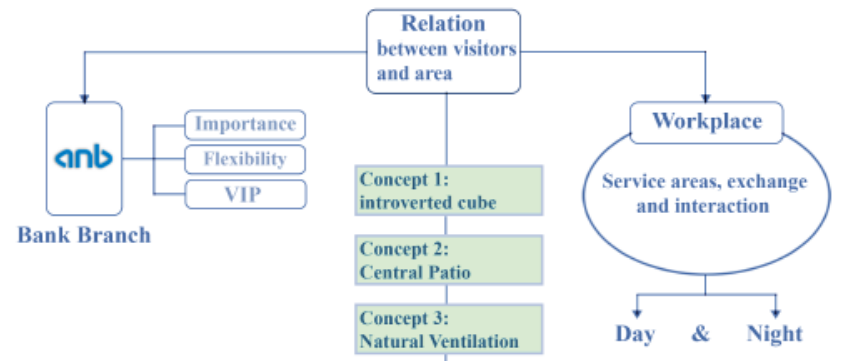 Relation
between visitors
and area
anb
Importance
Flexibility
VIP
Bank Branch
Concept 1:
introverted cube
Concept 2:
Central Patio
Concept 3:
Natural Ventilation
Workplace
Service areas, exchange
and interaction
Day & Night